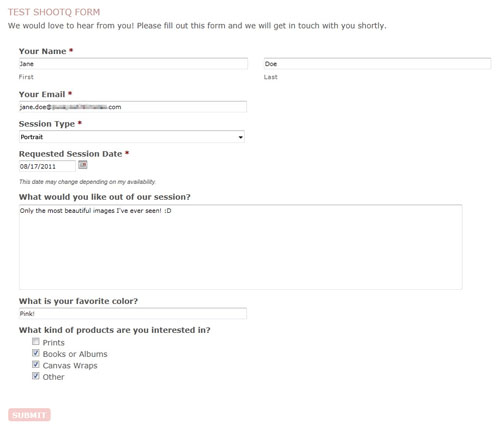 TEST SHOOTQ FORM
We would love to hear from you! Please fill out this form and we will get in touch with you shortly.
Your Name *
Jane Doe
First Last
Your Email *
jane.doe@ .com
Session Type *
Portrait
Requested Session Date *
08/17/2011
This date may change depending on my availability.
What would you like out of our session?
Only the most beautiful images I've ever seen! :D
What is your favorite color?
Pink!
What kind of products are you interested in?
Prints
Books or Albums
Canvas Wraps
Other
SUBMIT